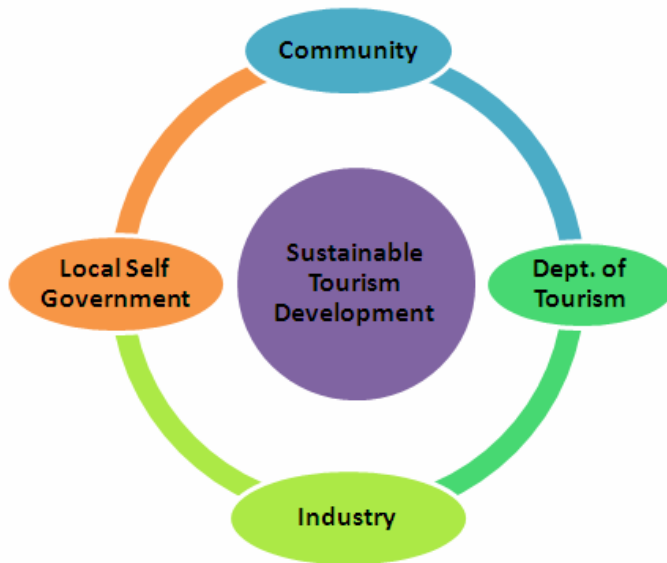 Community
Local Self
Government
Sustainable
Tourism
Development
Dept. of
Tourism
Industry